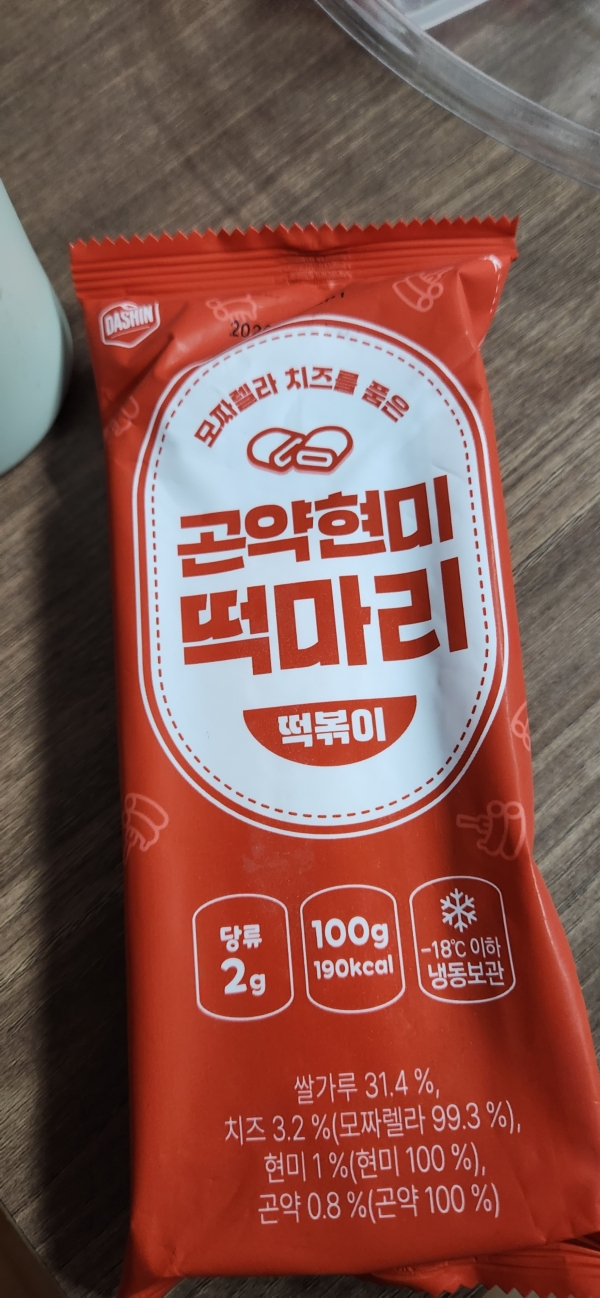 DASHIN
모짜렐라 치즈를 품은
곤약현미
떡마리
떡볶이
당류
2g
100g
190kcal
-18℃ 이하
냉동보관
쌀가루 31.4 %,
치즈 3.2 %(모짜렐라 99.3 %),
현미 1 %(현미 100 %),
곤약 0.8 %(곤약 100 %)